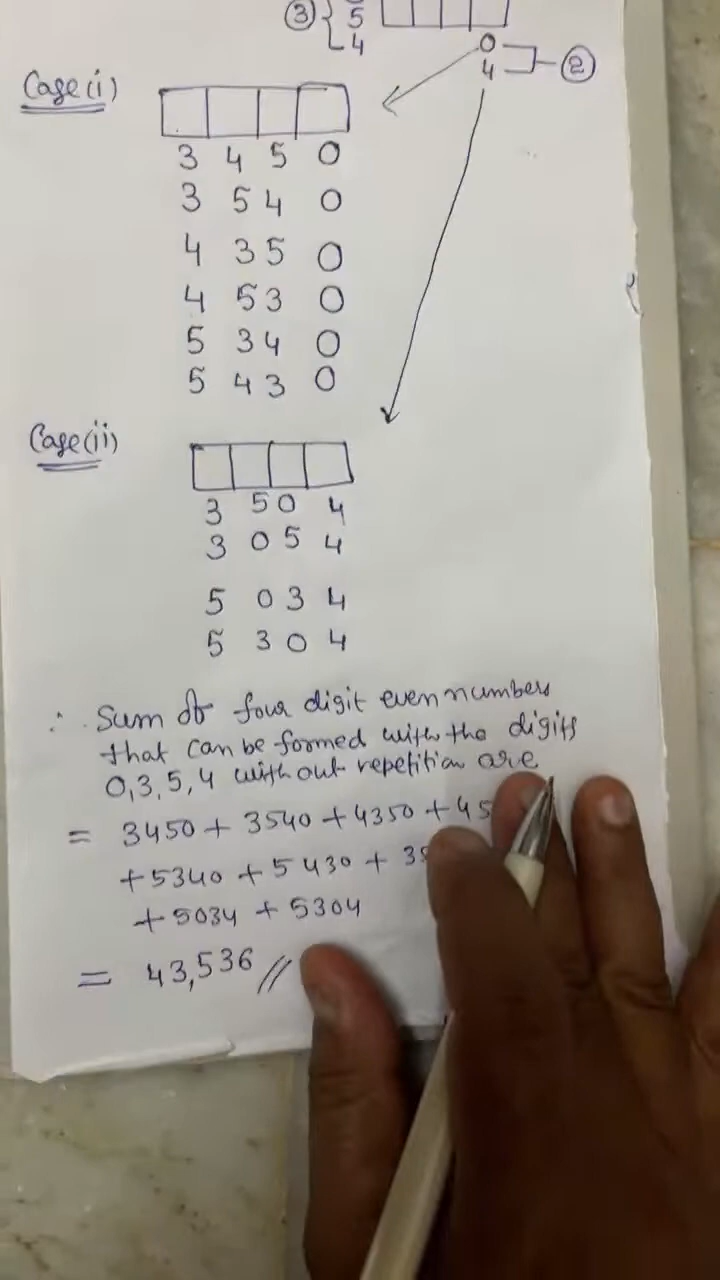 ③ { 5
4
0
4 ②
Case(i)
3 4 5 0
3 5 4 0
4 3 5 0
4 5 3 0
5 3 4 0
5 4 3 0
Case(ii)
3 5 0 4
3 0 5 4
5 0 3 4
5 3 0 4
∴ Sum of four digit even numbers
that can be formed with the digits
0,3,5,4 with out repetition are
= 3450 + 3540 + 4350 + 45
+5340 + 5430 + 35
+5034 + 5304
= 43,536 //